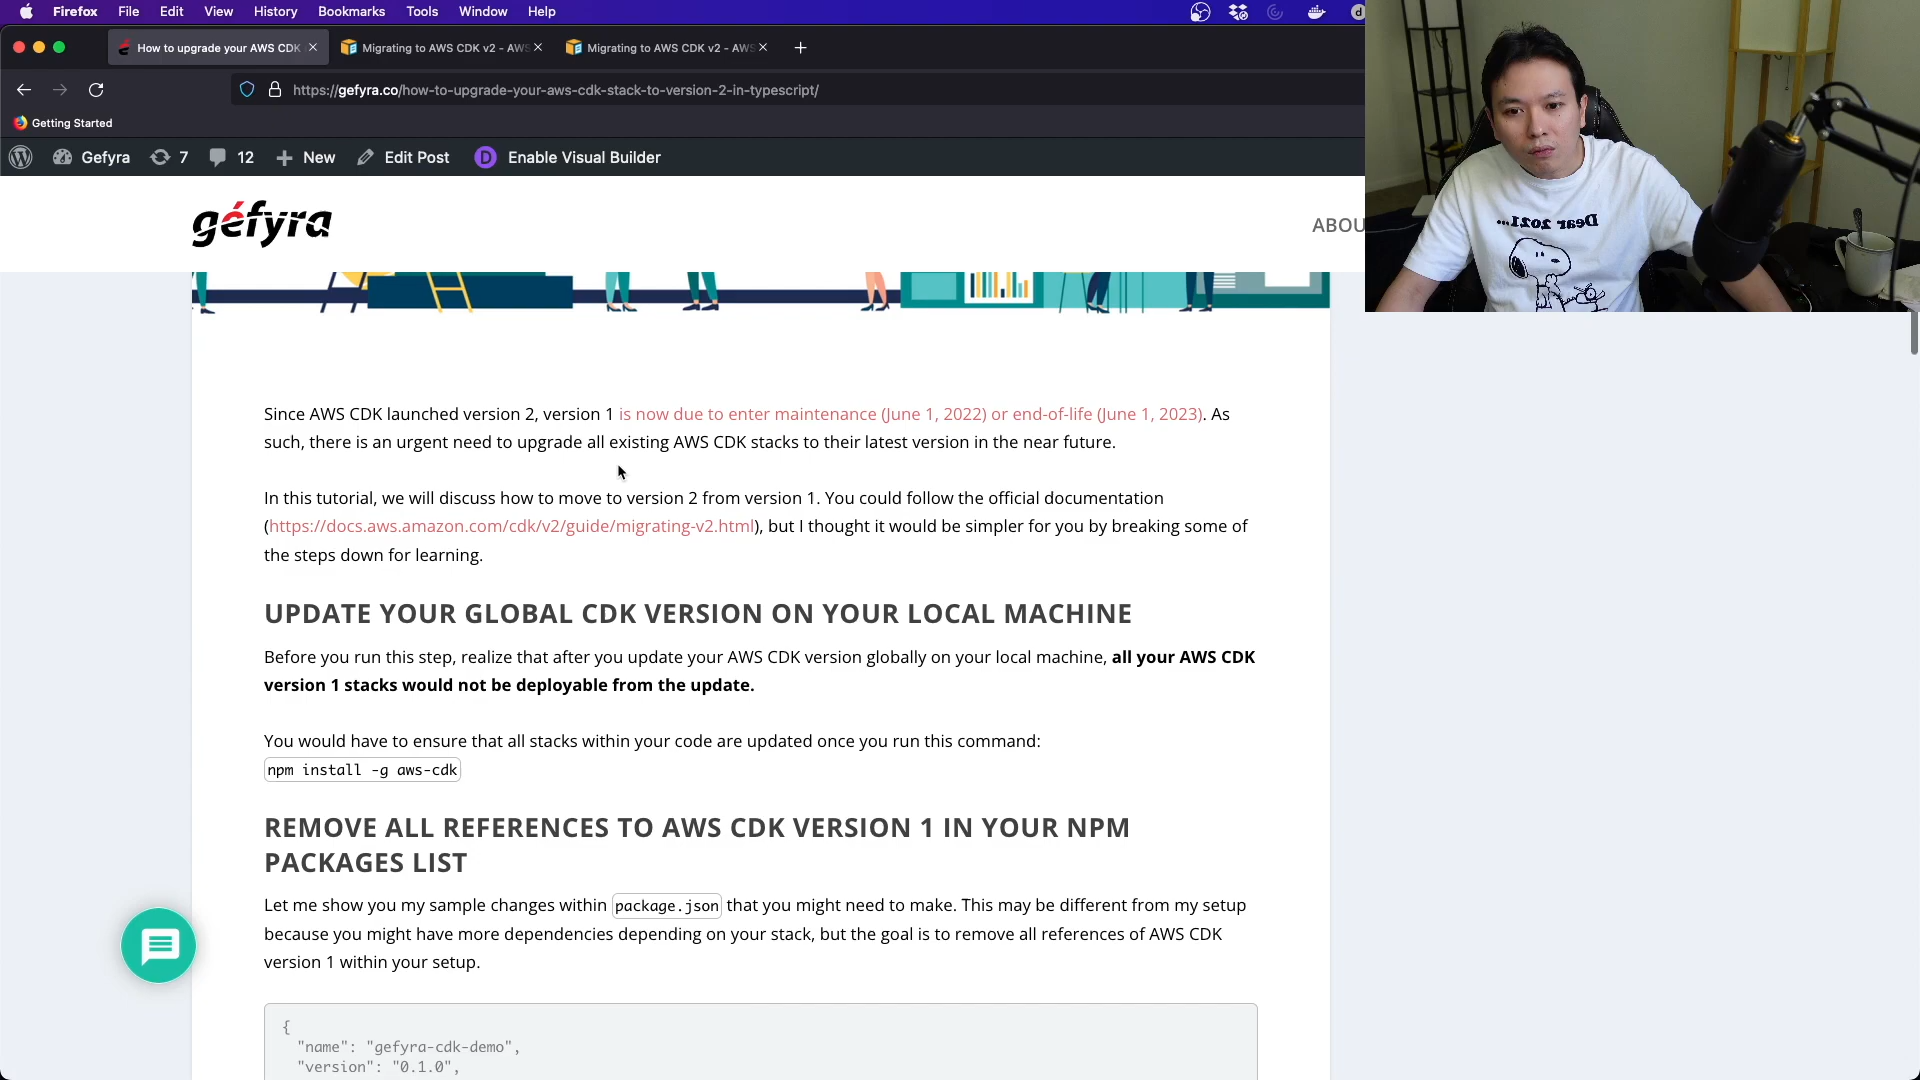 Firefox File Edit View History Bookmarks Tools Window Help
How to upgrade your AWS CDK
Migrating to AWS CDK v2 - AWS
Migrating to AWS CDK v2 - AWS
https://gefyra.co/how-to-upgrade-your-aws-cdk-stack-to-version-2-in-typescript/
Getting Started
Gefyra 7 12 New Edit Post D Enable Visual Builder
géfyra
ABOU
Dear 2021...
Since AWS CDK launched version 2, version 1 is now due to enter maintenance (June 1, 2022) or end-of-life (June 1, 2023). As
such, there is an urgent need to upgrade all existing AWS CDK stacks to their latest version in the near future.
In this tutorial, we will discuss how to move to version 2 from version 1. You could follow the official documentation
(https://docs.aws.amazon.com/cdk/v2/guide/migrating-v2.html), but I thought it would be simpler for you by breaking some of
the steps down for learning.
UPDATE YOUR GLOBAL CDK VERSION ON YOUR LOCAL MACHINE
Before you run this step, realize that after you update your AWS CDK version globally on your local machine, all your AWS CDK
version 1 stacks would not be deployable from the update.
You would have to ensure that all stacks within your code are updated once you run this command:
npm install -g aws-cdk
REMOVE ALL REFERENCES TO AWS CDK VERSION 1 IN YOUR NPM
PACKAGES LIST
Let me show you my sample changes within package.json that you might need to make. This may be different from my setup
because you might have more dependencies depending on your stack, but the goal is to remove all references of AWS CDK
version 1 within your setup.
{
"name": "gefyra-cdk-demo",
"version": "0.1.0",